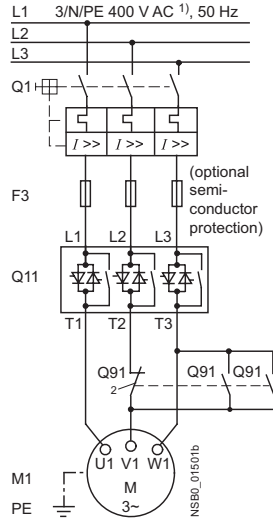 L1 3/N/PE 400 V AC 1), 50 Hz
L2
L3
Q1
I >> I >> I >>
F3
(optional
semi-
conductor
protection)
L1 L2 L3
Q11
T1 T2 T3
Q91 Q91 Q91
2
U1 V1 W1
M1
M
3~
PE
NSB0_01501b